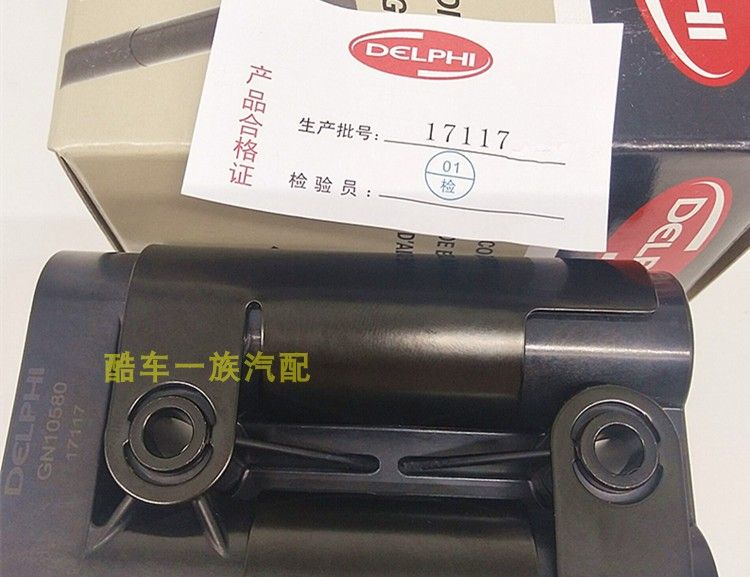 DELPHI
产品合格证
生产批号: 17117
检验员:
01
检
DELPHI
酷车一族汽配
DELPHI
GN10580
17117